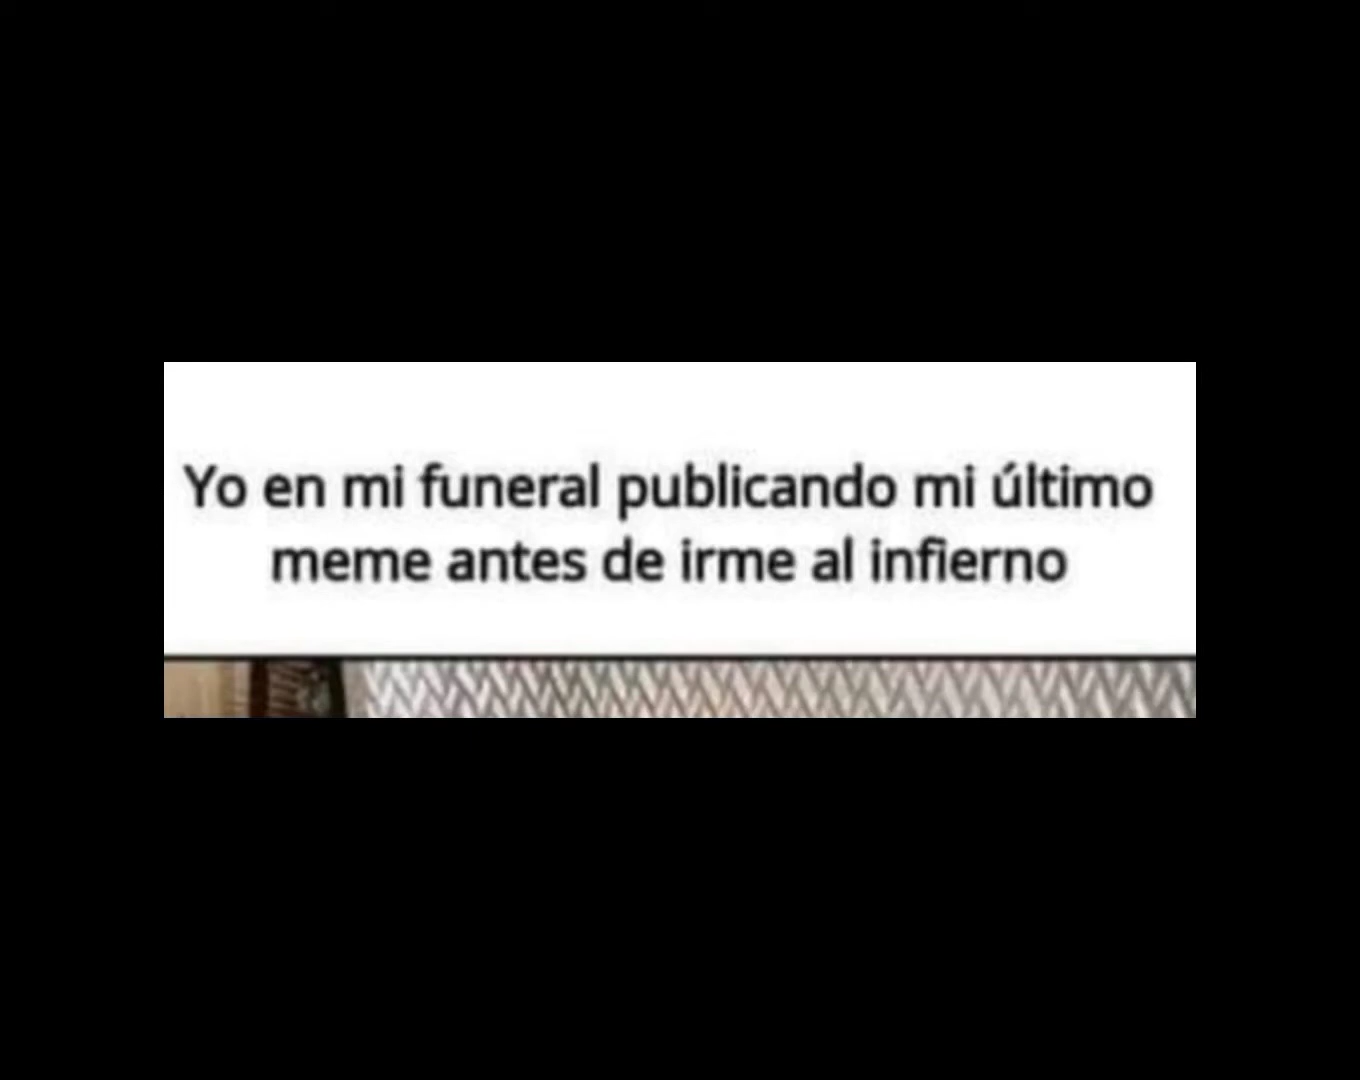 Yo en mi funeral publicando mi último
meme antes de irme al infierno